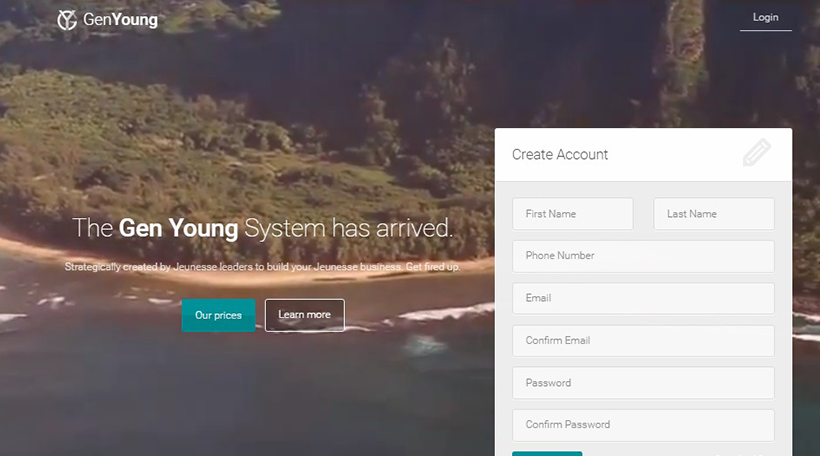 GenYoung
Login
Create Account
First Name
Last Name
The Gen Young System has arrived.
Phone Number
Strategically created by Jeunesse leaders to build your Jeunesse business. Get fired up.
Email
Our prices
Learn more
Confirm Email
Password
Confirm Password